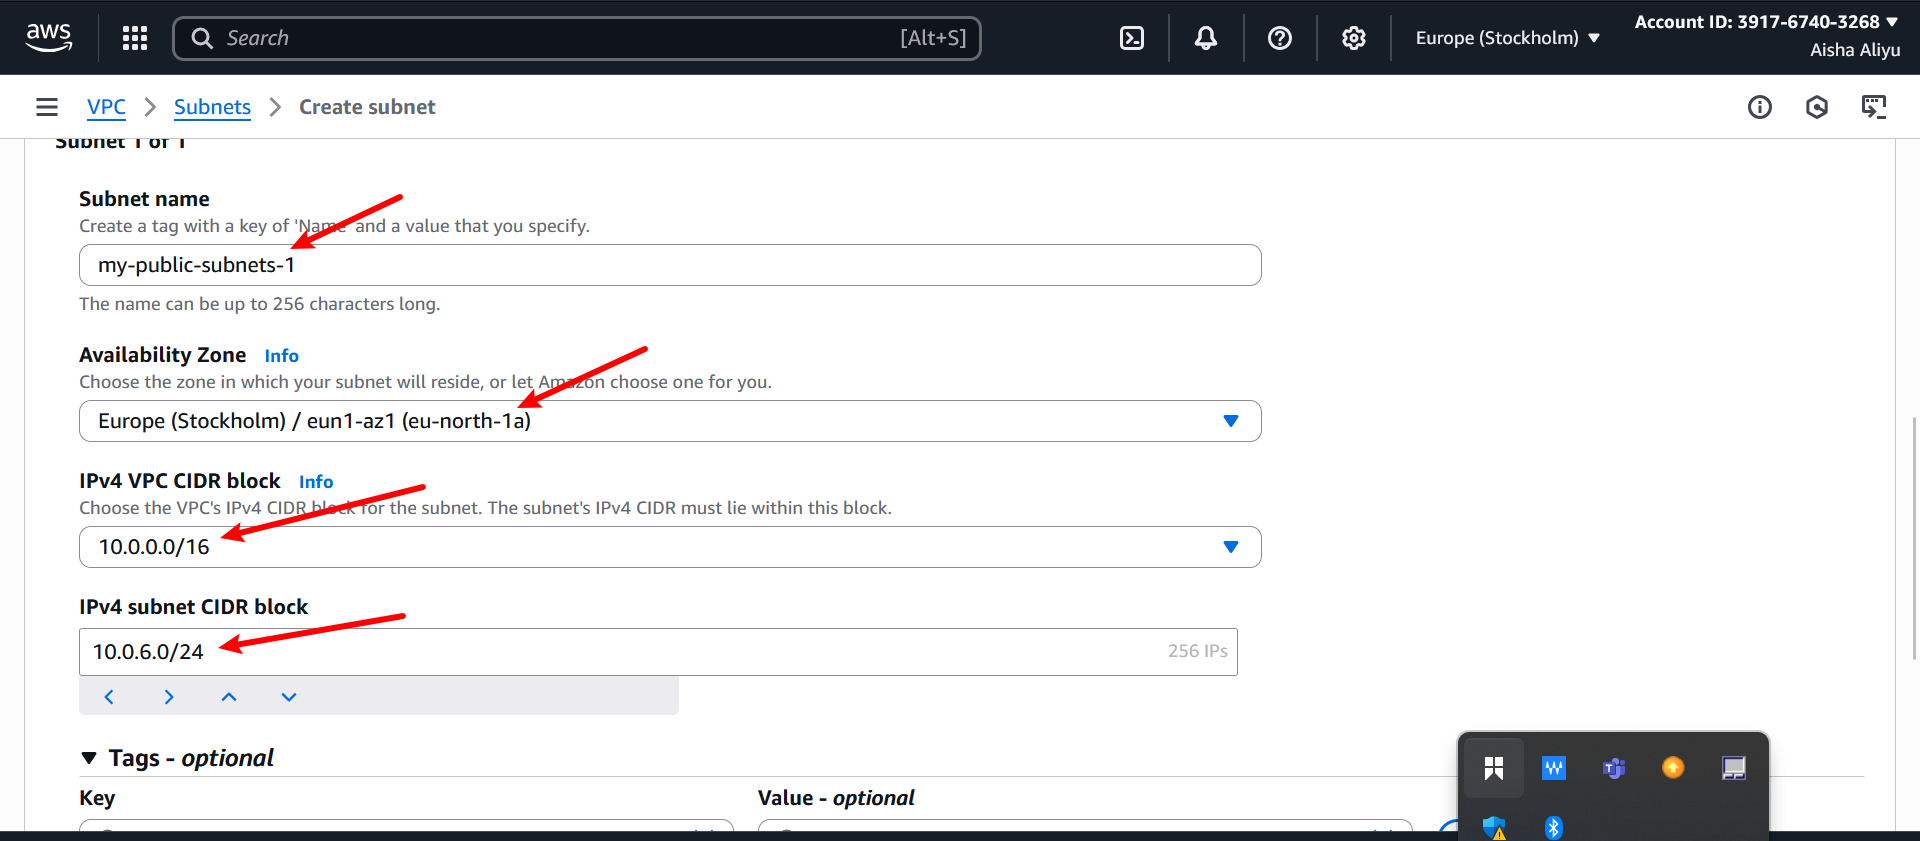 aws
Search [Alt+S]
Europe (Stockholm)
Account ID: 3917-6740-3268
Aisha Aliyu
VPC Subnets Create subnet
Subnet 1 of 1
Subnet name
Create a tag with a key of 'Name' and a value that you specify.
my-public-subnets-1
The name can be up to 256 characters long.
Availability Zone Info
Choose the zone in which your subnet will reside, or let Amazon choose one for you.
Europe (Stockholm) / eun1-az1 (eu-north-1a)
IPv4 VPC CIDR block Info
Choose the VPC's IPv4 CIDR block for the subnet. The subnet's IPv4 CIDR must lie within this block.
10.0.0.0/16
IPv4 subnet CIDR block
10.0.6.0/24 256 IPs
Tags - optional
Key Value - optional